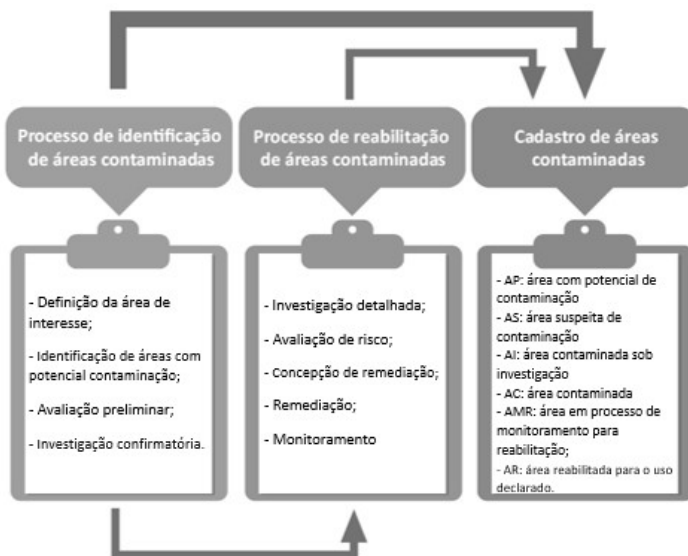 Processo de identificação
de áreas contaminadas
- Definição da área de
interesse;
- Identificação de áreas com
potencial contaminação;
- Avaliação preliminar;
- Investigação confirmatória.
Processo de reabilitação
de áreas contaminadas
- Investigação detalhada;
- Avaliação de risco;
- Concepção de remediação;
- Remediação;
- Monitoramento
Cadastro de áreas
contaminadas
- AP: área com potencial de
contaminação
- AS: área suspeita de
contaminação
- AI: área contaminada sob
investigação
- AC: área contaminada
- AMR: área em processo de
monitoramento para
reabilitação;
- AR: área reabilitada para o uso
declarado.